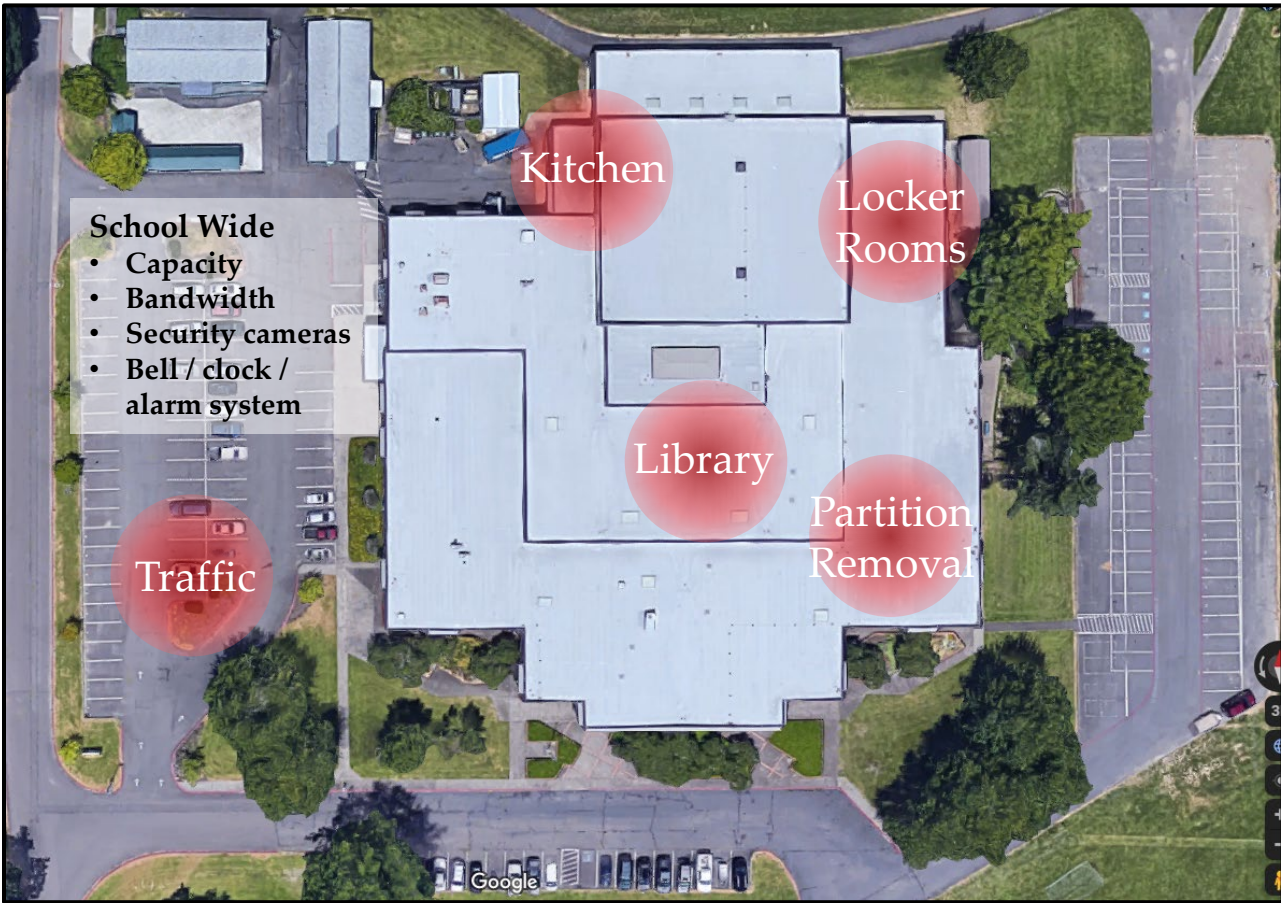 Kitchen
Locker
Rooms
School Wide
• Capacity
• Bandwidth
• Security cameras
• Bell / clock /
alarm system
Library
Partition
Removal
Traffic
Google